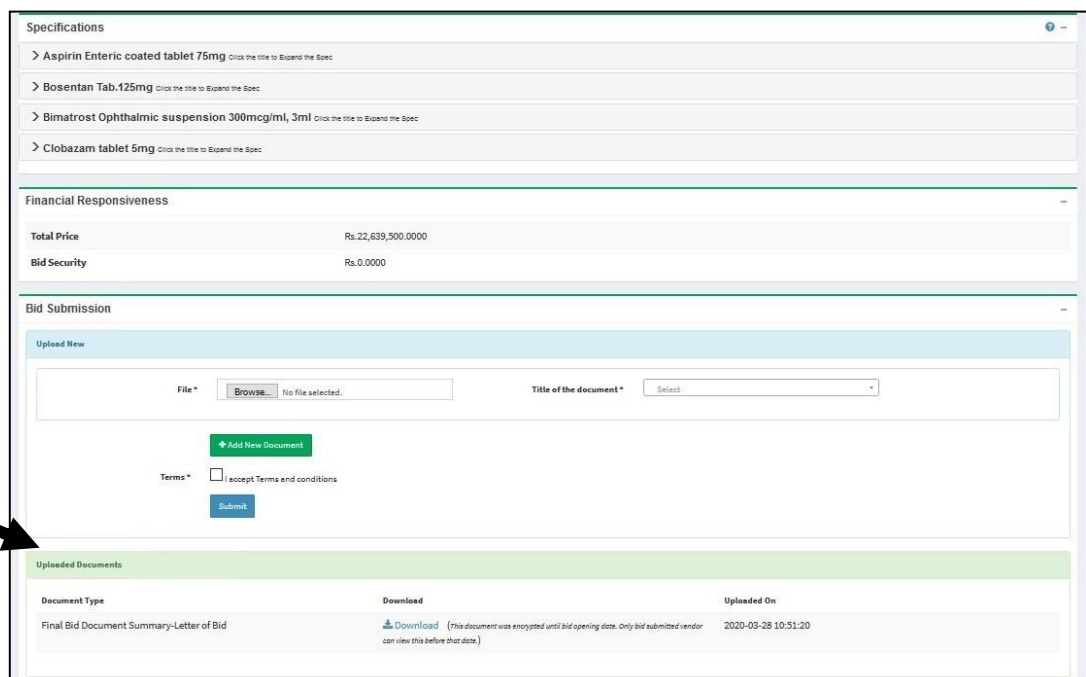 Specifications
Aspirin Enteric coated tablet 75mg Click the title to Expand the Spec
Bosentan Tab.125mg Click the title to Expand the Spec
Bimatrost Ophthalmic suspension 300mcg/ml, 3ml Click the title to Expand the Spec
Clobazam tablet 5mg Click the title to Expand the Spec
Financial Responsiveness
Total Price Rs.22,639,500.0000
Bid Security Rs.0.0000
Bid Submission
Upload New
File * Browse... No file selected. Title of the document * Select
+ Add New Document
Terms * I accept Terms and conditions
Submit
Uploaded Documents
Document Type Download Uploaded On
Final Bid Document Summary-Letter of Bid Download (This document was encrypted until bid opening date. Only bid submitted vendor 2020-03-28 10:51:20
can view this before that date.)